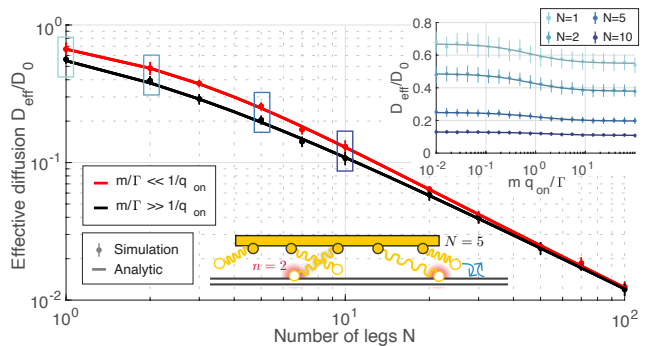 Effective diffusion D_eff/D_0
10^0
10^-1
10^-2
m/Γ << 1/q_on
m/Γ >> 1/q_on
Simulation
Analytic
N = 5
n = 2
10^0
10^1
10^2
Number of legs N
N=1
N=5
N=2
N=10
D_eff/D_0
0.8
0.6
0.4
0.2
0
10^-2
10^-1
10^0
10^1
m q_on/Γ